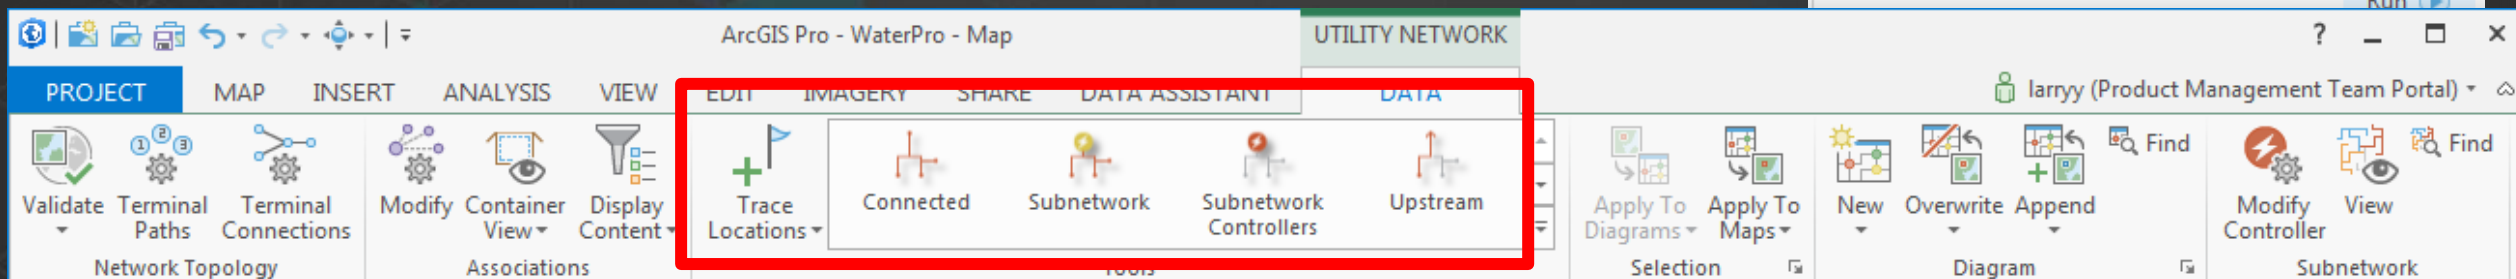 Run
ArcGIS Pro - WaterPro - Map
UTILITY NETWORK
?
PROJECT MAP INSERT ANALYSIS VIEW EDIT IMAGERY SHARE DATA ASSISTANT DATA
larryy (Product Management Team Portal)
Validate
Terminal
Paths
Terminal
Connections
Network Topology
Modify
Container
View
Display
Content
Associations
Trace
Locations
Connected
Subnetwork
Subnetwork
Controllers
Upstream
Tools
Apply To
Diagrams
Apply To
Maps
Selection
New
Overwrite
Append
Find
Diagram
Modify
Controller
View
Find
Subnetwork